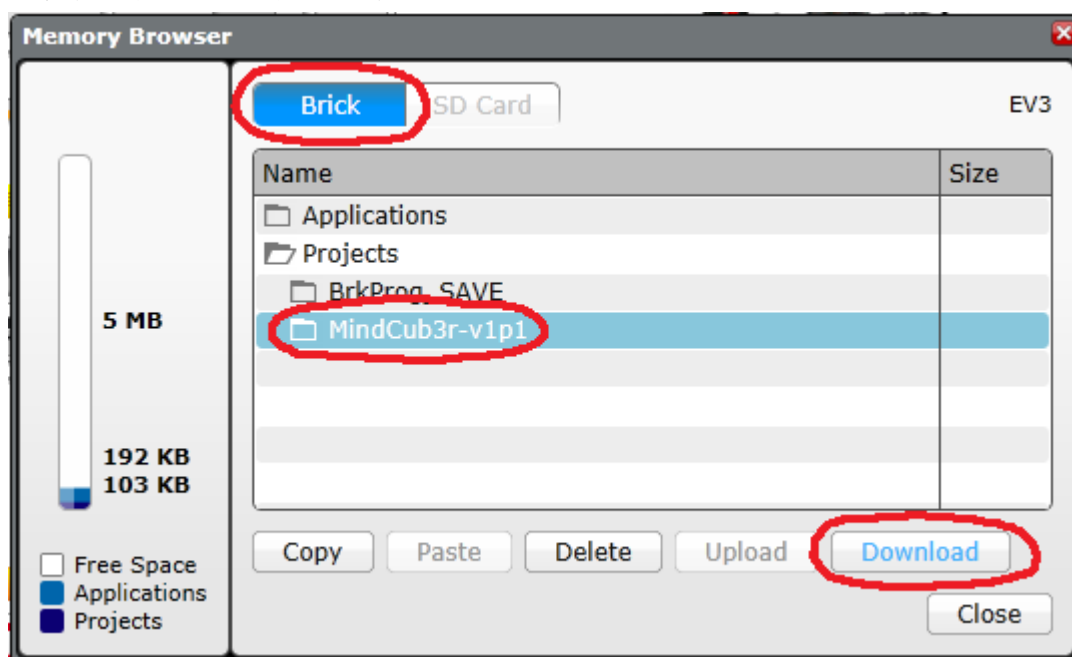 Memory Browser
Brick SD Card EV3
Name Size
Applications
Projects
BrkProg_SAVE
MindCub3r-v1p1
5 MB
192 KB
103 KB
Free Space
Applications
Projects
Copy Paste Delete Upload Download
Close